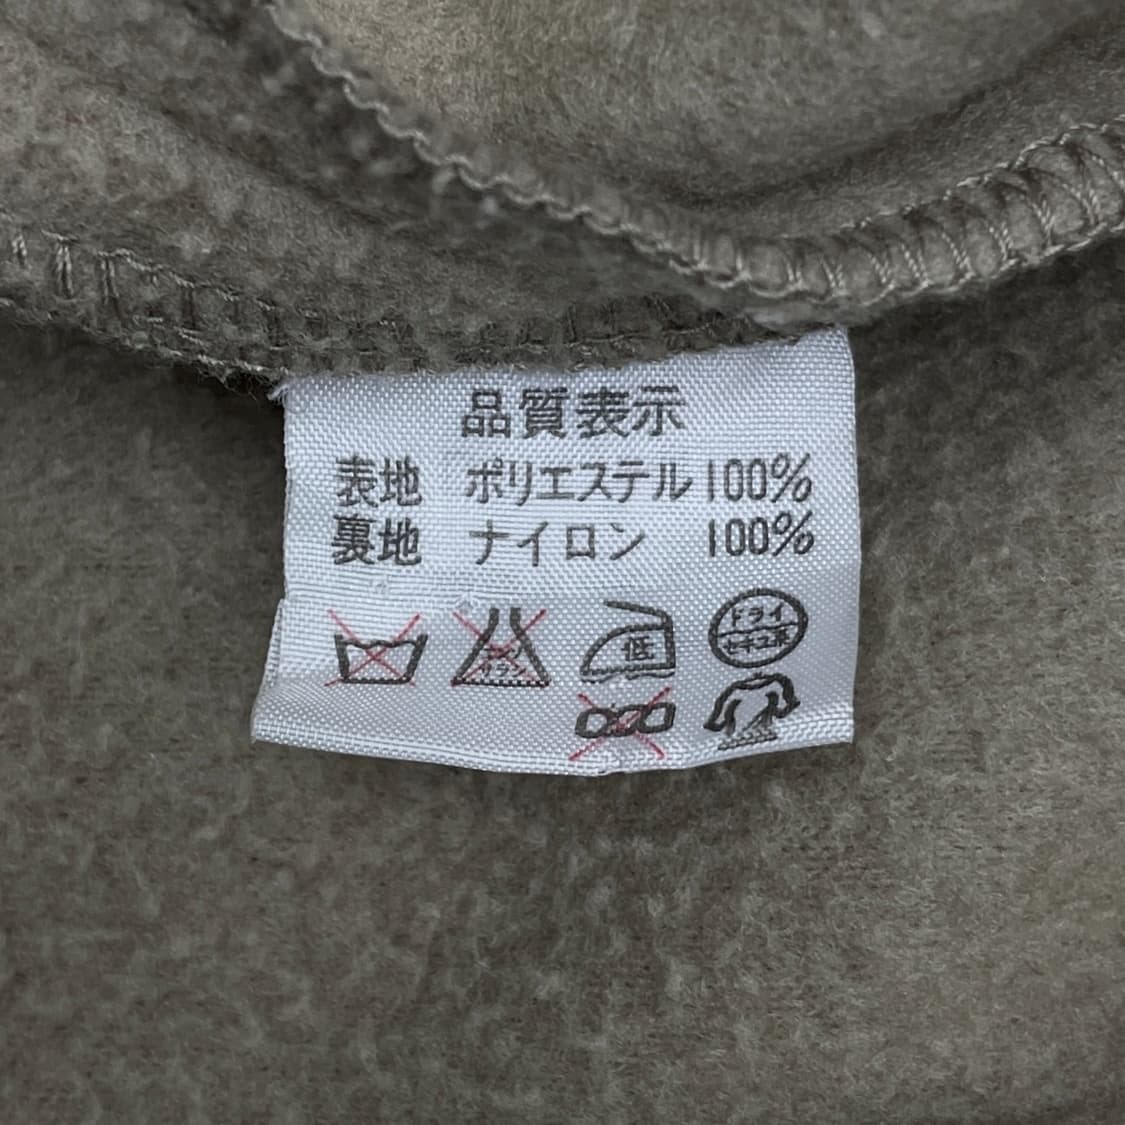 品質表示
表地 ポリエステル 100%
裏地 ナイロン 100%
低
ドライ
セキユ系